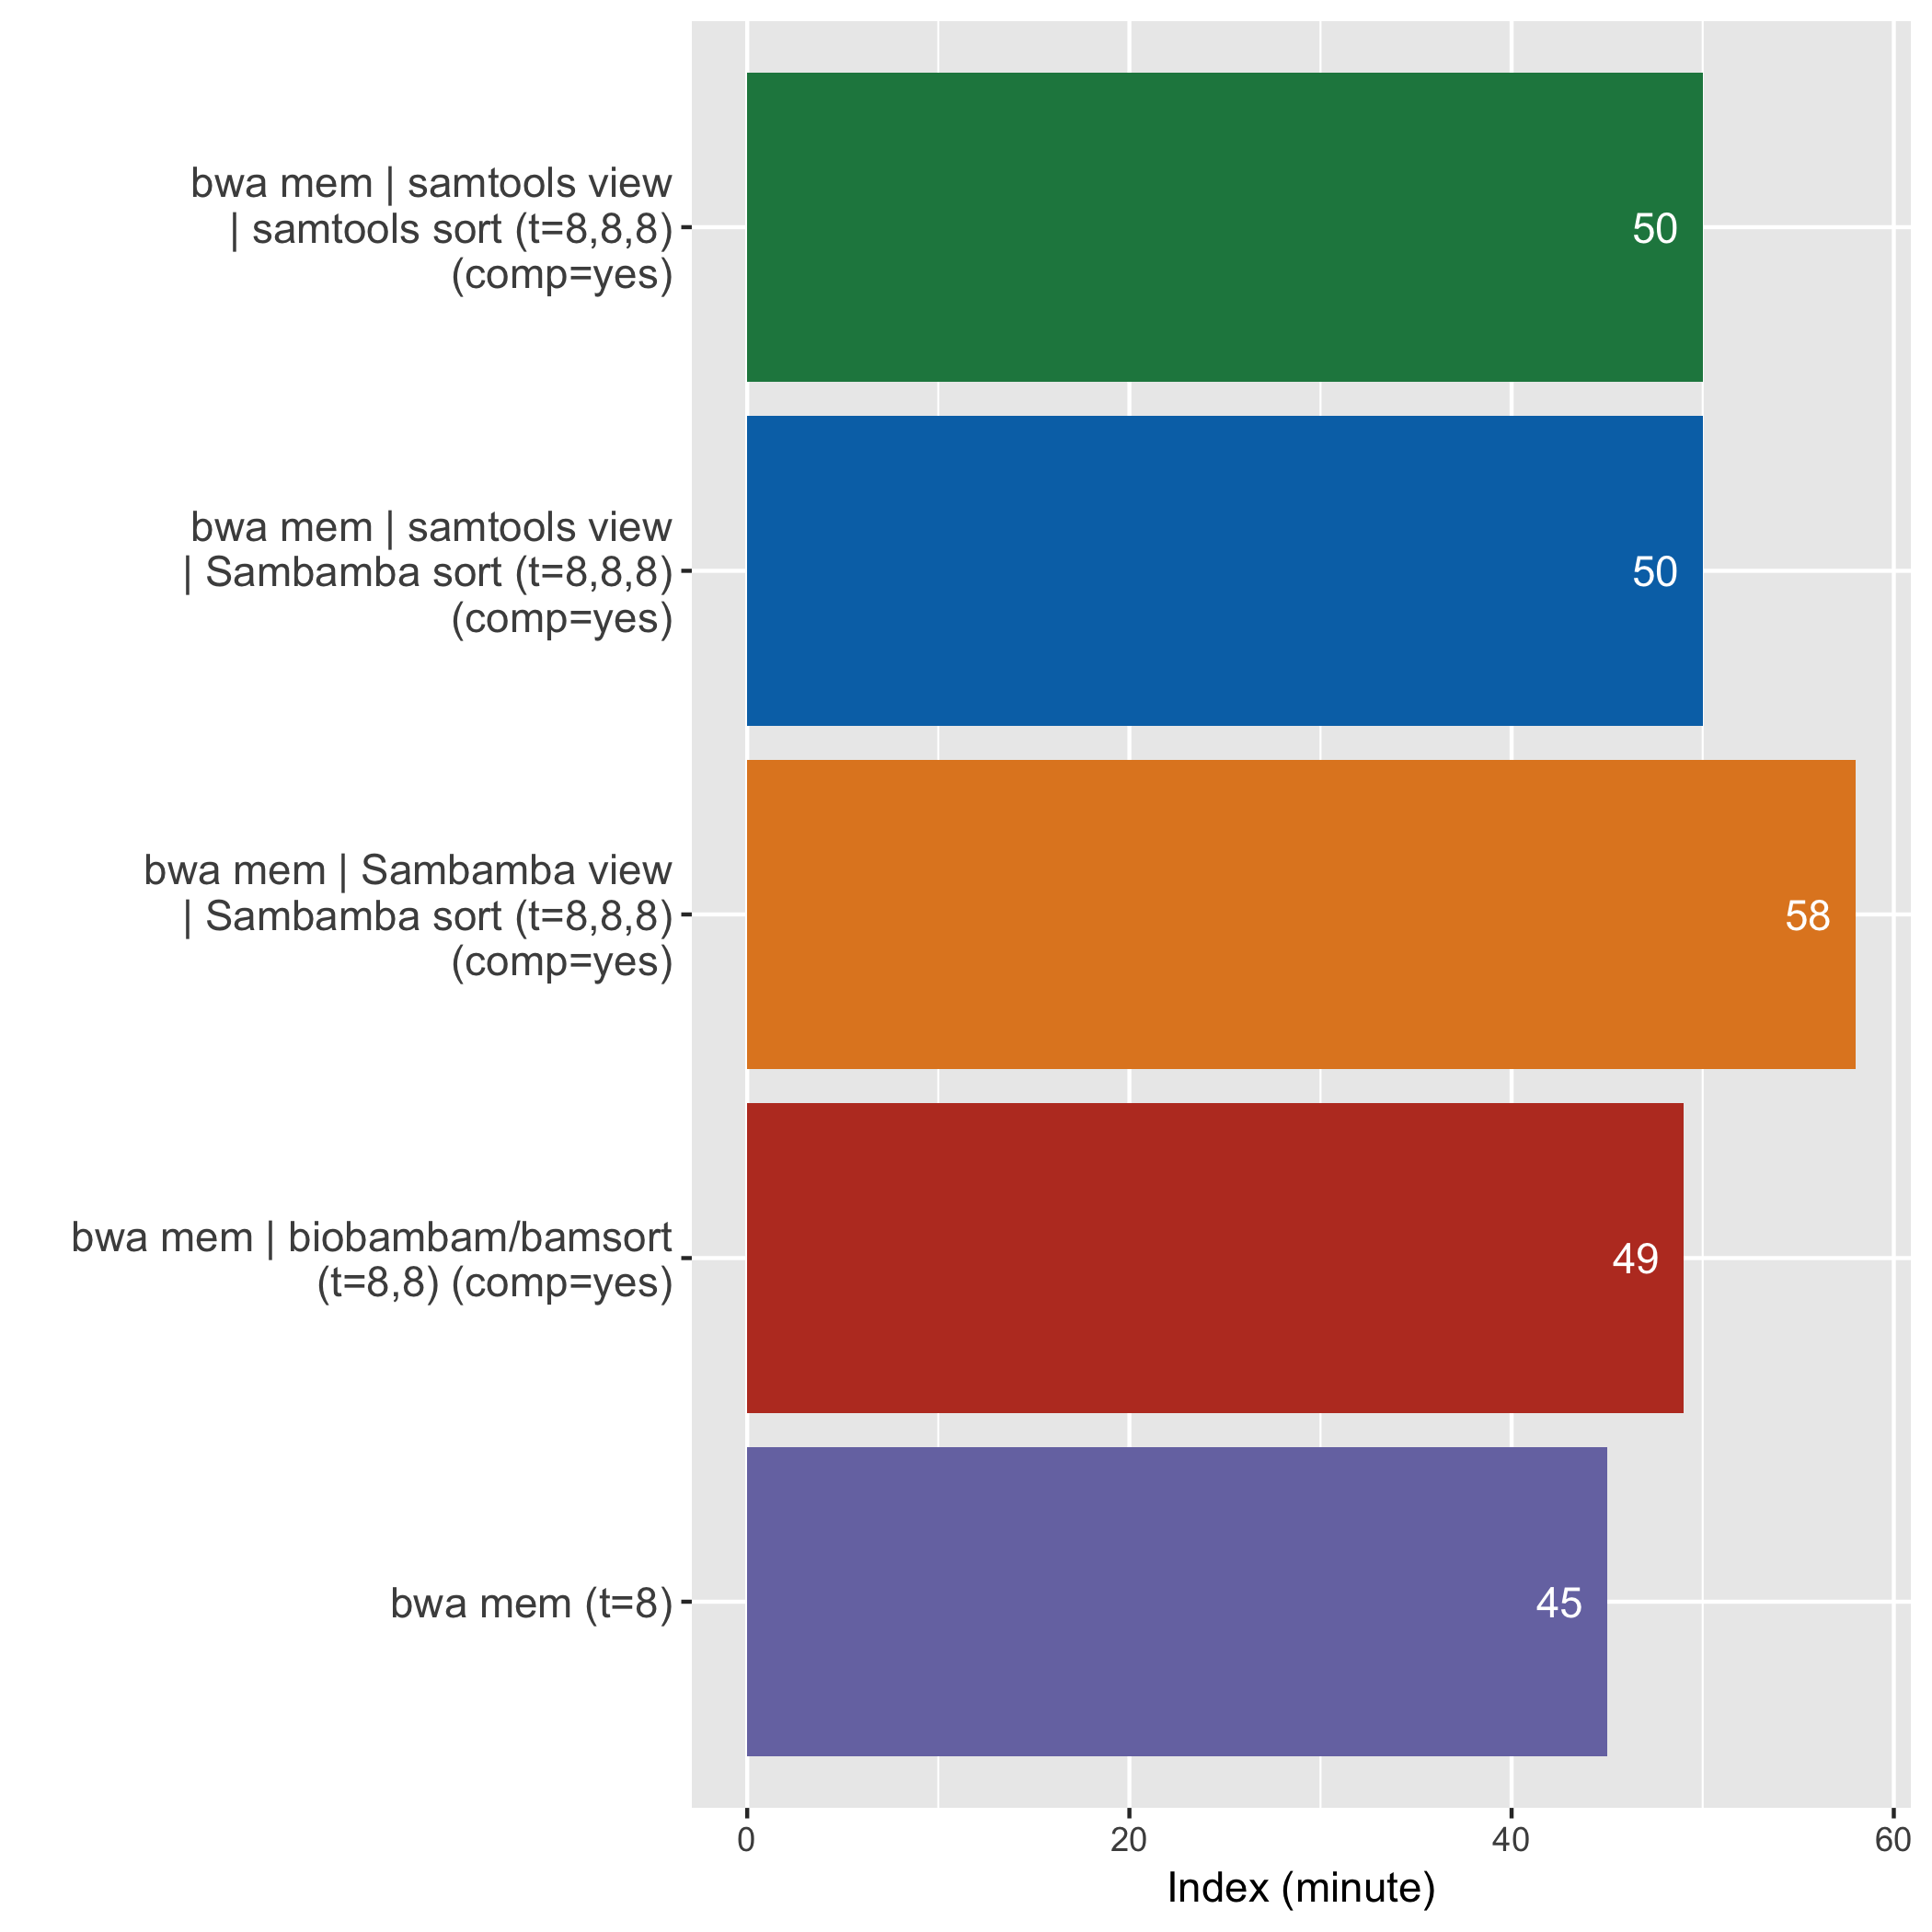 bwa mem | samtools view
| samtools sort (t=8,8,8)
(comp=yes)
50
bwa mem | samtools view
| Sambamba sort (t=8,8,8)
(comp=yes)
50
bwa mem | Sambamba view
| Sambamba sort (t=8,8,8)
(comp=yes)
58
bwa mem | biobambam/bamsort
(t=8,8) (comp=yes)
49
bwa mem (t=8)
45
0 20 40 60
Index (minute)